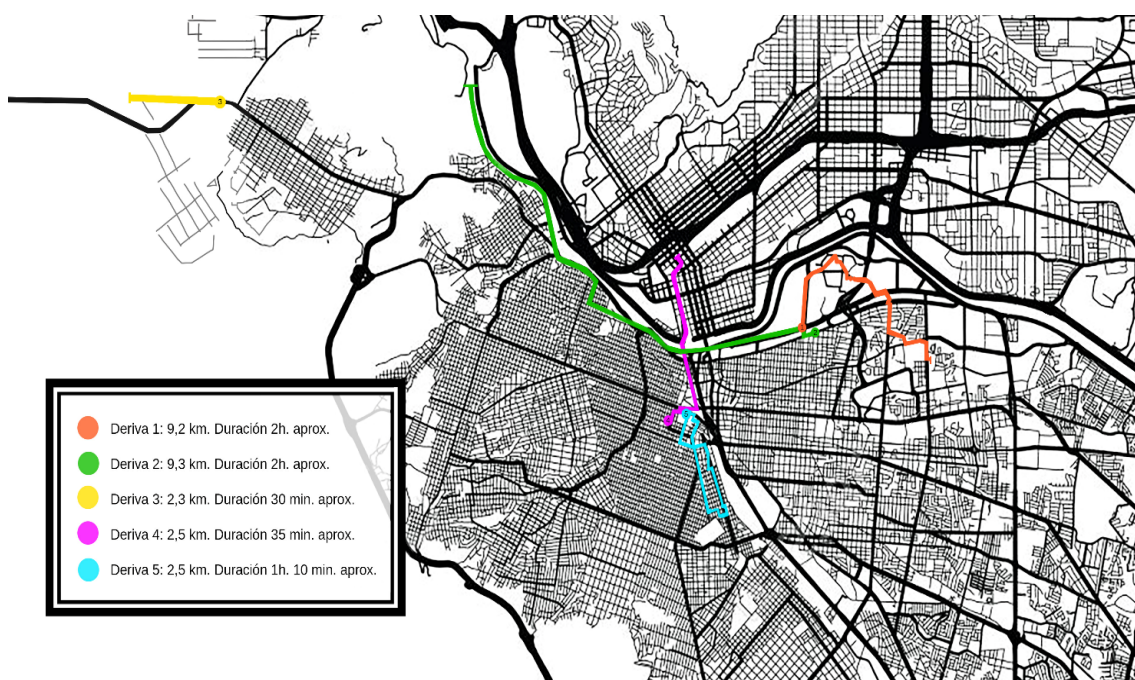 3
2
Deriva 1: 9,2 km. Duración 2h. aprox.
Deriva 2: 9,3 km. Duración 2h. aprox.
Deriva 3: 2,3 km. Duración 30 min. aprox.
Deriva 4: 2,5 km. Duración 35 min. aprox.
Deriva 5: 2,5 km. Duración 1h. 10 min. aprox.